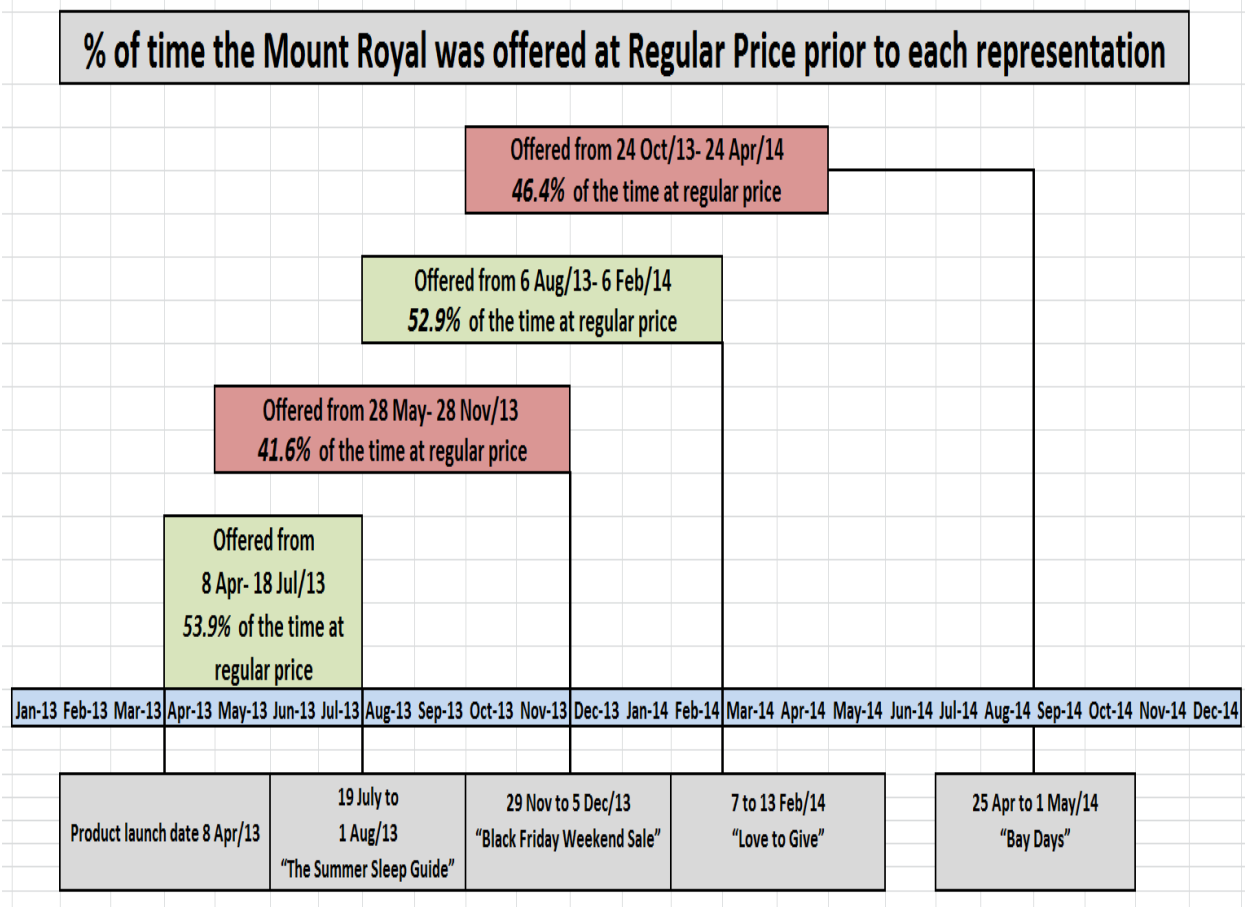 % of time the Mount Royal was offered at Regular Price prior to each representation
Offered from 24 Oct/13- 24 Apr/14
46.4% of the time at regular price
Offered from 6 Aug/13- 6 Feb/14
52.9% of the time at regular price
Offered from 28 May- 28 Nov/13
41.6% of the time at regular price
Offered from
8 Apr- 18 Jul/13
53.9% of the time at
regular price
Jan-13 Feb-13 Mar-13 Apr-13 May-13 Jun-13 Jul-13 Aug-13 Sep-13 Oct-13 Nov-13 Dec-13 Jan-14 Feb-14 Mar-14 Apr-14 May-14 Jun-14 Jul-14 Aug-14 Sep-14 Oct-14 Nov-14 Dec-14
Product launch date 8 Apr/13
19 July to
1 Aug/13
“The Summer Sleep Guide”
29 Nov to 5 Dec/13
“Black Friday Weekend Sale”
7 to 13 Feb/14
“Love to Give”
25 Apr to 1 May/14
“Bay Days”